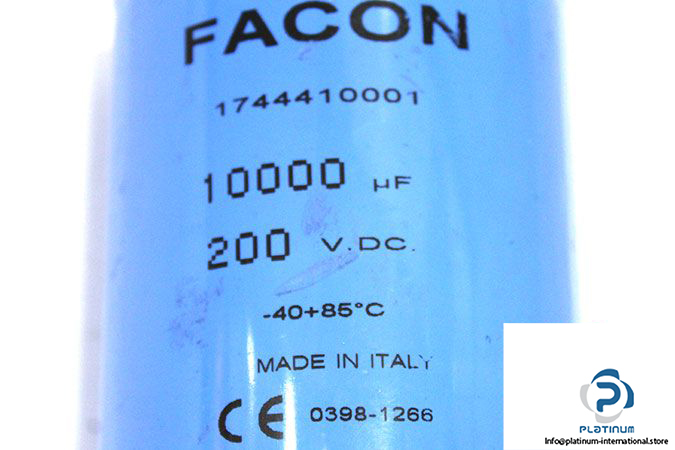 FACON
1744410001
10000 µF
200 V.DC.
-40+85°C
MADE IN ITALY
CE 0398-1266
PLATINUM
Info@platinum-international.store